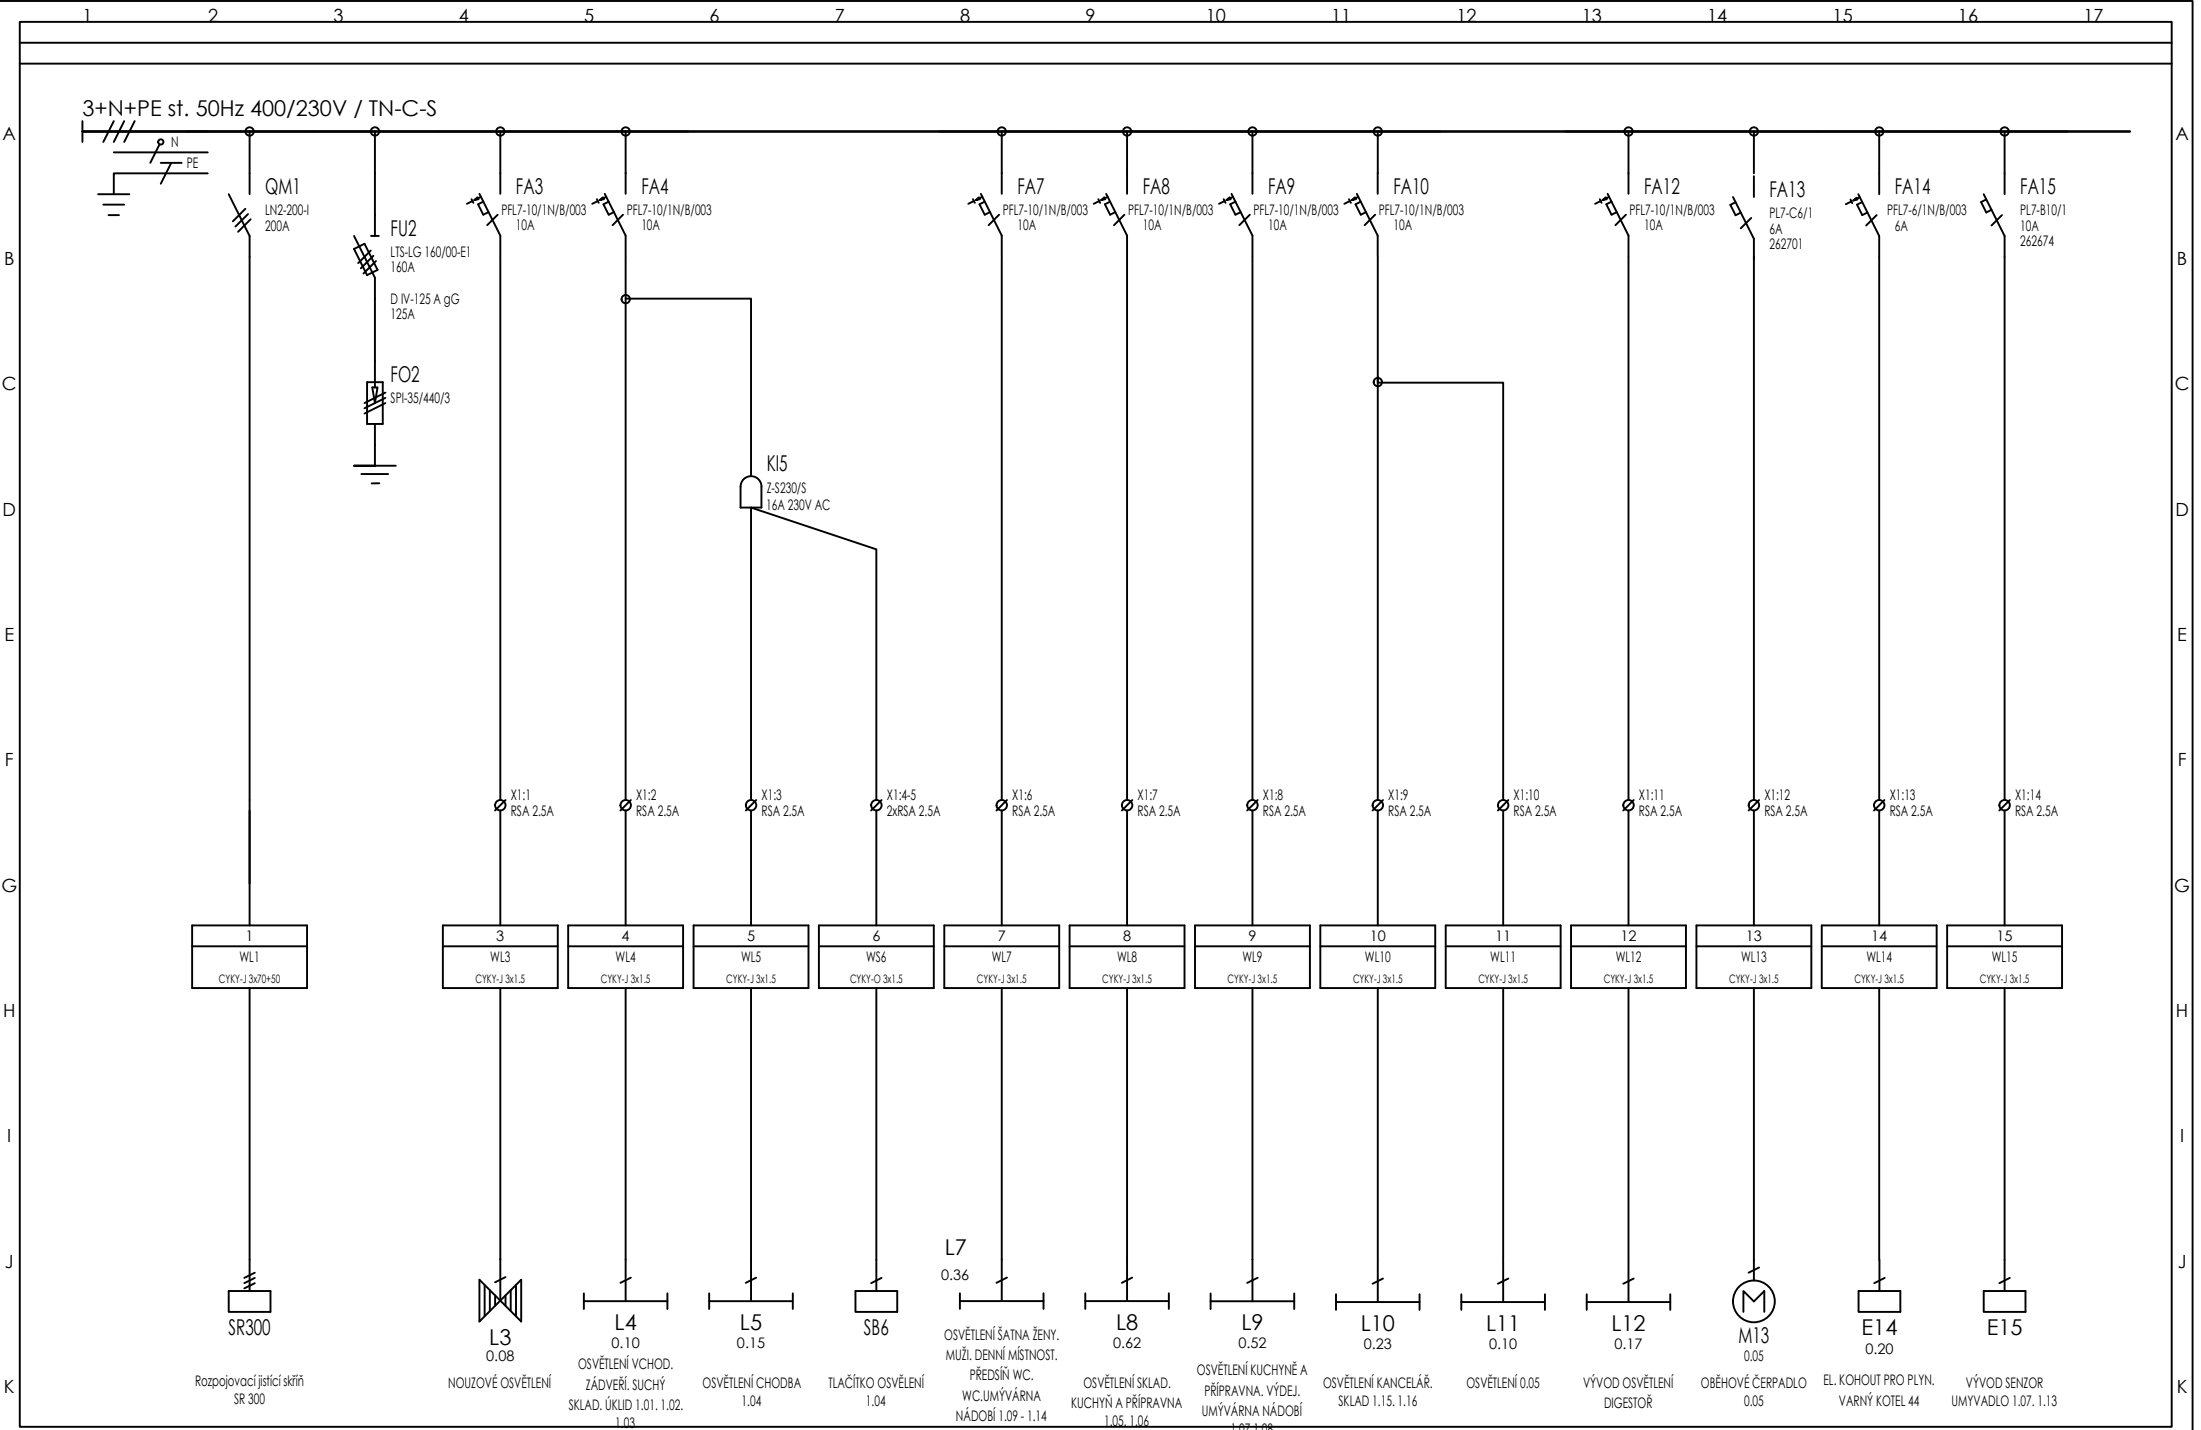 1 2 3 4 5 6 7 8 9 10 11 12 13 14 15 16 17
3+N+PE st. 50Hz 400/230V / TN-C-S
A
A
N
PE
QM1
LN2-200-I
200A
FU2
LTS-LG 160/00-E1
160A
D IV-125 A gG
125A
FO2
SPI-35/440/3
FA3
PFL7-10/1N/B/003
10A
FA4
PFL7-10/1N/B/003
10A
FA7
PFL7-10/1N/B/003
10A
FA8
PFL7-10/1N/B/003
10A
FA9
PFL7-10/1N/B/003
10A
FA10
PFL7-10/1N/B/003
10A
FA12
PFL7-10/1N/B/003
10A
FA13
PL7-C6/1
6A
262701
FA14
PFL7-6/1N/B/003
6A
FA15
PL7-B10/1
10A
262674
B
B
C
C
KI5
Z-S230/S
16A 230V AC
D
D
E
E
F
F
X1:1
RSA 2.5A
X1:2
RSA 2.5A
X1:3
RSA 2.5A
X1:4-5
2xRSA 2.5A
X1:6
RSA 2.5A
X1:7
RSA 2.5A
X1:8
RSA 2.5A
X1:9
RSA 2.5A
X1:10
RSA 2.5A
X1:11
RSA 2.5A
X1:12
RSA 2.5A
X1:13
RSA 2.5A
X1:14
RSA 2.5A
G
G
1
WL1
CYKY-J 3x70+50
3
WL3
CYKY-J 3x1.5
4
WL4
CYKY-J 3x1.5
5
WL5
CYKY-J 3x1.5
6
WS6
CYKY-O 3x1.5
7
WL7
CYKY-J 3x1.5
8
WL8
CYKY-J 3x1.5
9
WL9
CYKY-J 3x1.5
10
WL10
CYKY-J 3x1.5
11
WL11
CYKY-J 3x1.5
12
WL12
CYKY-J 3x1.5
13
WL13
CYKY-J 3x1.5
14
WL14
CYKY-J 3x1.5
15
WL15
CYKY-J 3x1.5
H
H
I
I
J
J
SR300
Rozpojovací jistící skříň
SR 300
L3
0.08
NOUZOVÉ OSVĚTLENÍ
L4
0.10
OSVĚTLENÍ VCHOD.
ZÁDVEŘÍ. SUCHÝ
SKLAD. ÚKLID 1.01. 1.02.
1.03
L5
0.15
OSVĚTLENÍ CHODBA
1.04
SB6
TLAČÍTKO OSVĚLENÍ
1.04
L7
0.36
OSVĚTLENÍ ŠATNA ŽENY.
MUŽI. DENNÍ MÍSTNOST.
PŘEDSÍŇ WC.
WC.UMÝVÁRNA
NÁDOBÍ 1.09 - 1.14
L8
0.62
OSVĚTLENÍ SKLAD.
KUCHYŇ A PŘÍPRAVNA
1.05. 1.06
L9
0.52
OSVĚTLENÍ KUCHYNĚ A
PŘÍPRAVNA. VÝDEJ.
UMÝVÁRNA NÁDOBÍ
1.07 1.08
L10
0.23
OSVĚTLENÍ KANCELÁŘ.
SKLAD 1.15. 1.16
L11
0.10
OSVĚTLENÍ 0.05
L12
0.17
VÝVOD OSVĚTLENÍ
DIGESTOŘ
M
M13
0.05
OBĚHOVÉ ČERPADLO
0.05
E14
0.20
EL. KOHOUT PRO PLYN.
VARNÝ KOTEL 44
E15
VÝVOD SENZOR
UMYVADLO 1.07. 1.13
K
K